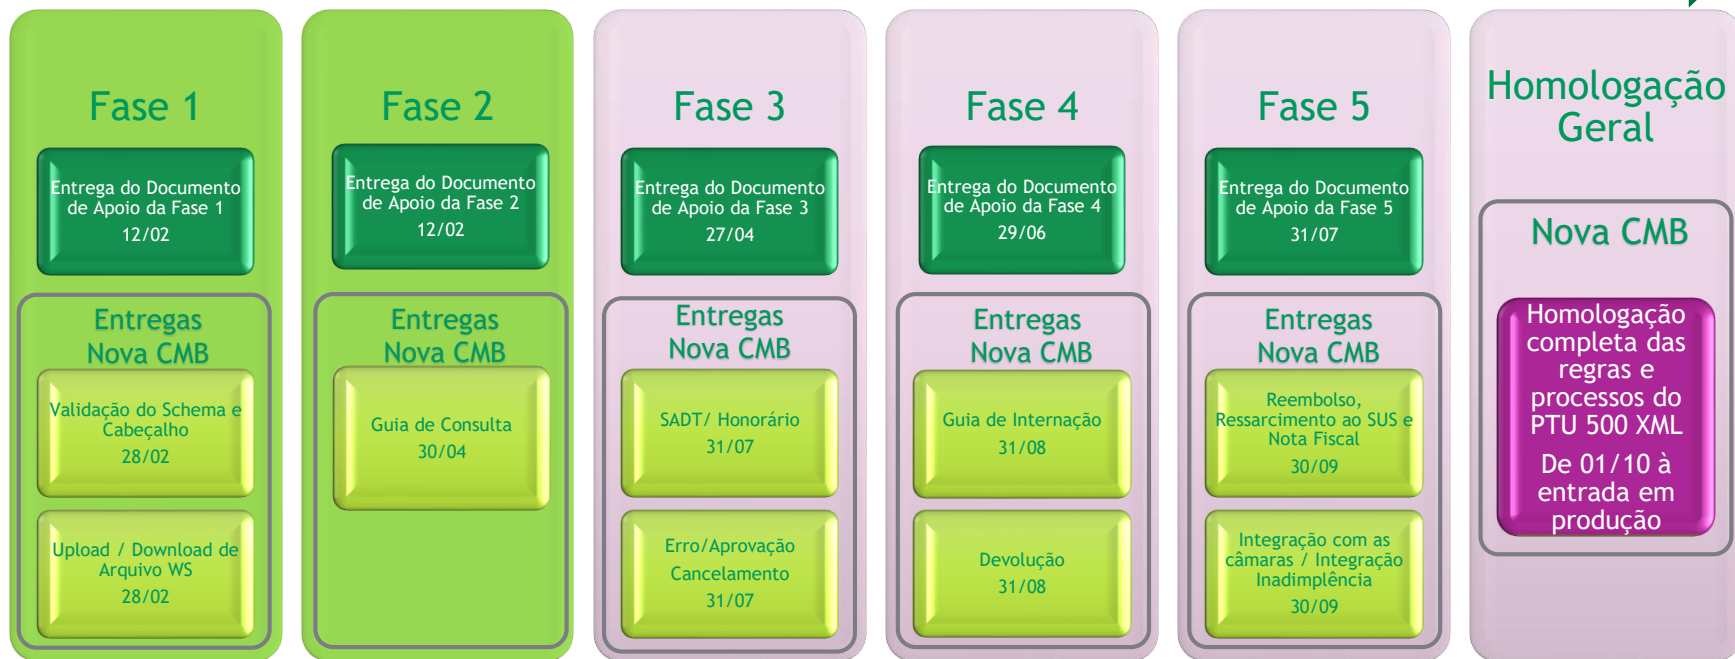 Fase 1
Entrega do Documento
de Apoio da Fase 1
12/02
Entregas
Nova CMB
Validação do Schema e
Cabeçalho
28/02
Upload / Download de
Arquivo WS
28/02
Fase 2
Entrega do Documento
de Apoio da Fase 2
12/02
Entregas
Nova CMB
Guia de Consulta
30/04
Fase 3
Entrega do Documento
de Apoio da Fase 3
27/04
Entregas
Nova CMB
SADT/ Honorário
31/07
Erro/Aprovação
Cancelamento
31/07
Fase 4
Entrega do Documento
de Apoio da Fase 4
29/06
Entregas
Nova CMB
Guia de Internação
31/08
Devolução
31/08
Fase 5
Entrega do Documento
de Apoio da Fase 5
31/07
Entregas
Nova CMB
Reembolso,
Ressarcimento ao SUS e
Nota Fiscal
30/09
Integração com as
câmaras / Integração
Inadimplência
30/09
Homologação
Geral
Nova CMB
Homologação
completa das
regras e
processos do
PTU 500 XML
De 01/10 à
entrada em
produção